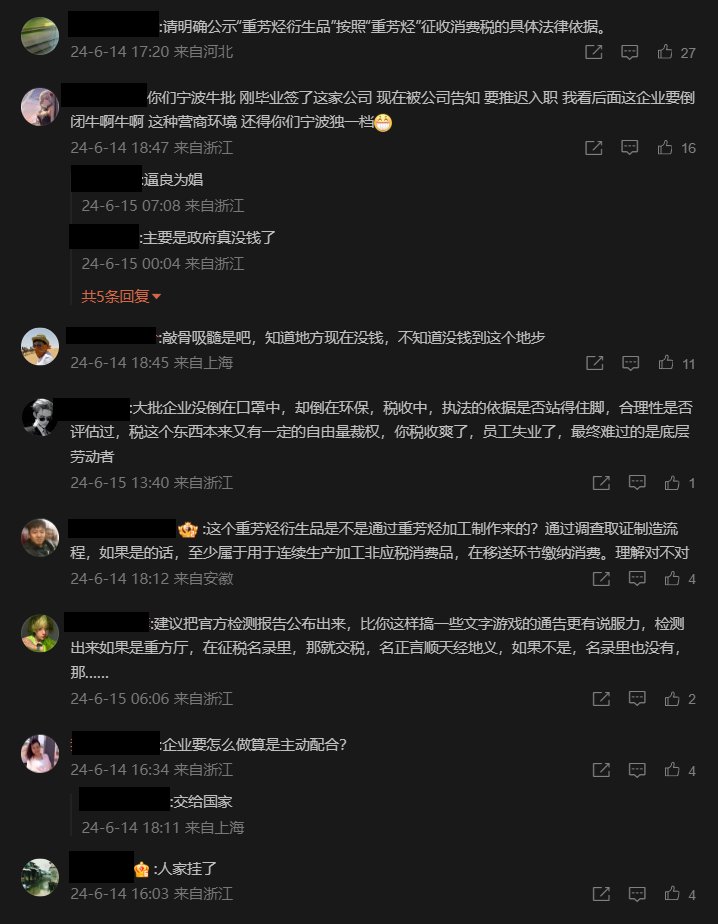 :请明确公示“重芳烃衍生品”按照“重芳烃”征收消费税的具体法律依据。
24-6-14 17:20 来自河北
27
你们宁波牛批 刚毕业签了这家公司 现在被公司告知 要推迟入职 我看后面这企业要倒
闭牛啊牛啊 这种营商环境 还得你们宁波独一档
24-6-14 18:47 来自浙江
16
:逼良为娼
24-6-15 07:08 来自浙江
:主要是政府真没钱了
24-6-15 00:04 来自浙江
共5条回复
:敲骨吸髓是吧，知道地方现在没钱，不知道没钱到这个地步
24-6-14 18:45 来自上海
11
:大批企业没倒在口罩中，却倒在环保，税收中，执法的依据是否站得住脚，合理性是否
评估过，税这个东西本来又有一定的自由量裁权，你税收爽了，员工失业了，最终难过的是底层
劳动者
24-6-15 13:40 来自浙江
1
:这个重芳烃衍生品是不是通过重芳烃加工制作来的？通过调查取证制造流
程，如果是的话，至少属于用于连续生产加工非应税消费品，在移送环节缴纳消费。理解对不对
24-6-14 18:12 来自安徽
4
:建议把官方检测报告公布出来，比你这样搞一些文字游戏的通告更有说服力，检测
出来如果是重方厅，在征税名录里，那就交税，名正言顺天经地义，如果不是，名录里也没有，
那......
24-6-15 06:06 来自浙江
2
:企业要怎么做算是主动配合？
24-6-14 16:34 来自浙江
4
:交给国家
24-6-14 18:11 来自上海
:人家挂了
24-6-14 16:03 来自浙江
4